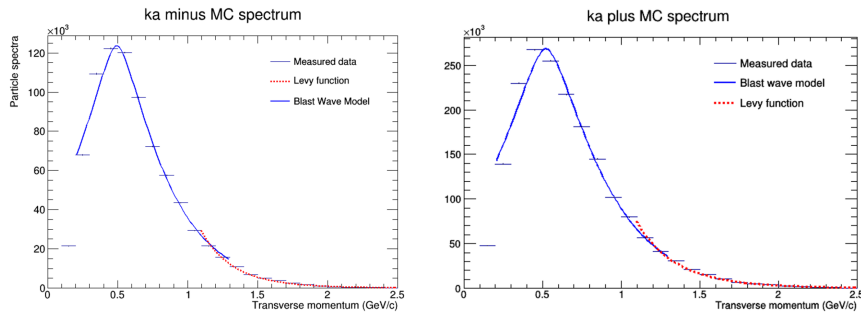 ka minus MC spectrum
×10³
Particle spectra
120
100
80
60
40
20
0
0 0.5 1 1.5 2 2.5
Transverse momentum (GeV/c)
Measured data
Levy function
Blast Wave Model
ka plus MC spectrum
×10³
250
200
150
100
50
0
0 0.5 1 1.5 2 2.5
Transverse momentum (GeV/c)
Measured data
Blast wave model
Levy function